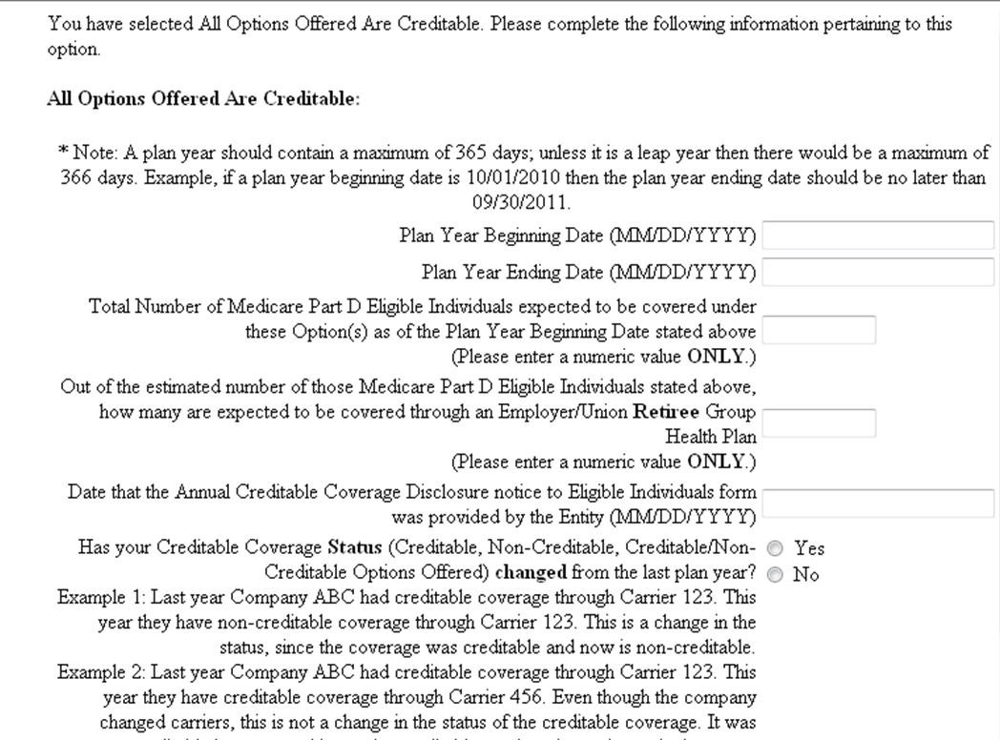 You have selected All Options Offered Are Creditable. Please complete the following information pertaining to this
option.
All Options Offered Are Creditable:
* Note: A plan year should contain a maximum of 365 days; unless it is a leap year then there would be a maximum of
366 days. Example, if a plan year beginning date is 10/01/2010 then the plan year ending date should be no later than
09/30/2011.
Plan Year Beginning Date (MM/DD/YYYY)
Plan Year Ending Date (MM/DD/YYYY)
Total Number of Medicare Part D Eligible Individuals expected to be covered under
these Option(s) as of the Plan Year Beginning Date stated above
(Please enter a numeric value ONLY.)
Out of the estimated number of those Medicare Part D Eligible Individuals stated above,
how many are expected to be covered through an Employer/Union Retiree Group
Health Plan
(Please enter a numeric value ONLY.)
Date that the Annual Creditable Coverage Disclosure notice to Eligible Individuals form
was provided by the Entity (MM/DD/YYYY)
Has your Creditable Coverage Status (Creditable, Non-Creditable, Creditable/Non- Yes
Creditable Options Offered) changed from the last plan year? No
Example 1: Last year Company ABC had creditable coverage through Carrier 123. This
year they have non-creditable coverage through Carrier 123. This is a change in the
status, since the coverage was creditable and now is non-creditable.
Example 2: Last year Company ABC had creditable coverage through Carrier 123. This
year they have creditable coverage through Carrier 456. Even though the company
changed carriers, this is not a change in the status of the creditable coverage. It was